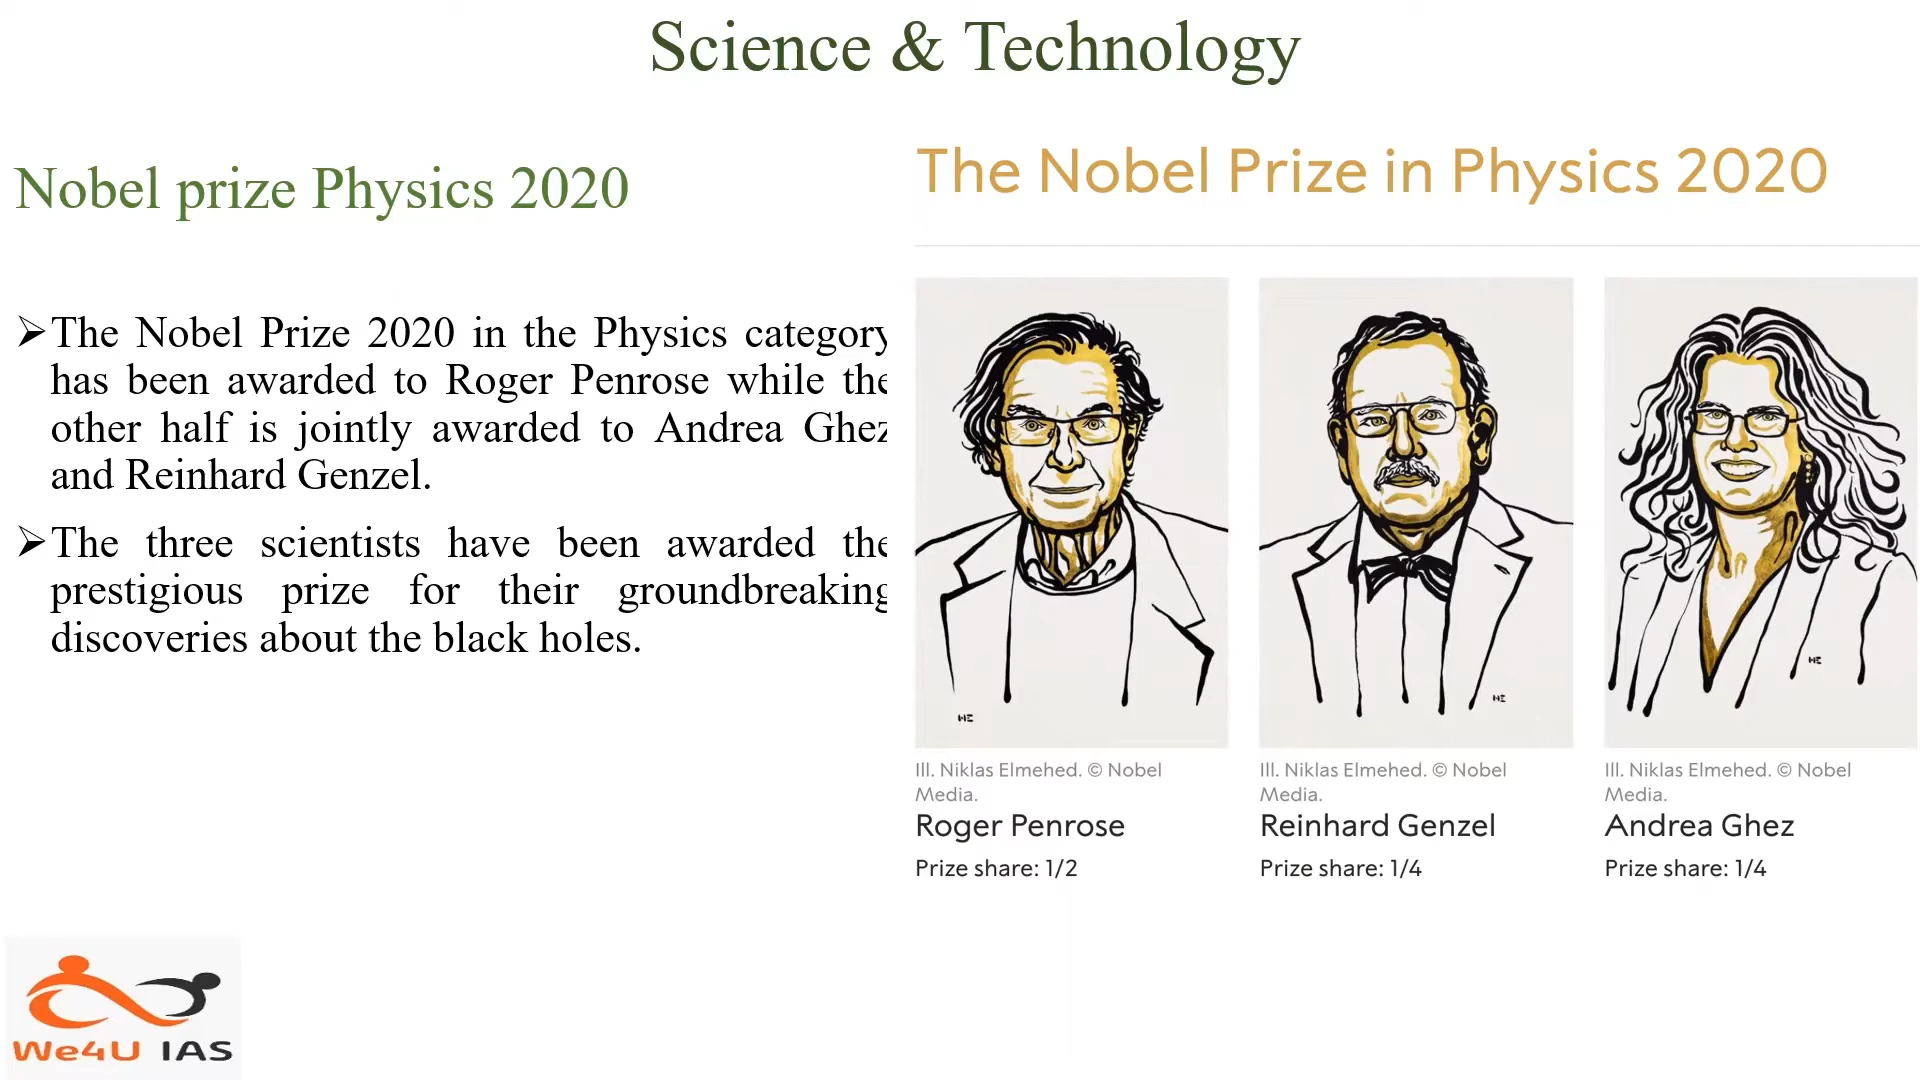 Science & Technology
Nobel prize Physics 2020
➢The Nobel Prize 2020 in the Physics category
has been awarded to Roger Penrose while the
other half is jointly awarded to Andrea Ghez
and Reinhard Genzel.
➢The three scientists have been awarded the
prestigious prize for their groundbreaking
discoveries about the black holes.
The Nobel Prize in Physics 2020
Ill. Niklas Elmehed. © Nobel
Media.
Roger Penrose
Prize share: 1/2
Ill. Niklas Elmehed. © Nobel
Media.
Reinhard Genzel
Prize share: 1/4
Ill. Niklas Elmehed. © Nobel
Media.
Andrea Ghez
Prize share: 1/4
We4U IAS